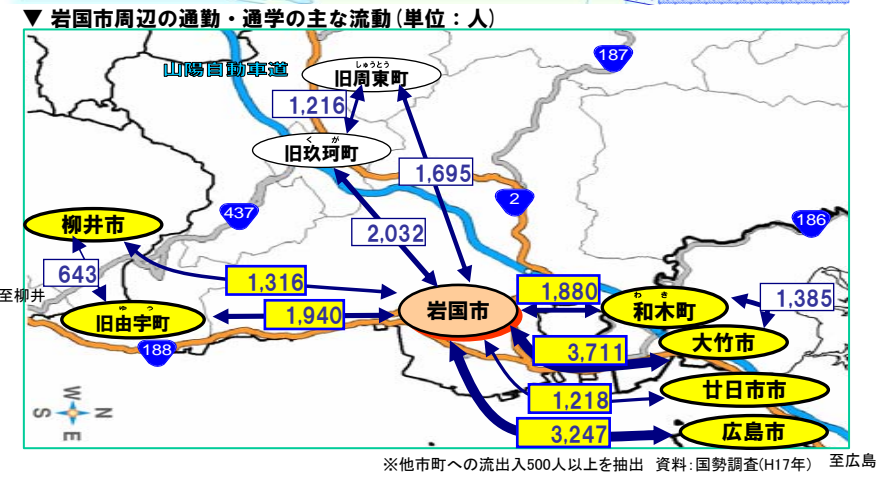 ▼ 岩国市周辺の通勤・通学の主な流動(単位：人)
山陽自動車道
187
しゅうとう
旧周東町
1,216
く が
旧玖珂町
1,695
2
437
186
柳井市
2,032
643
1,316
至柳井
1,880
わ き
和木町
1,385
ゆ う
旧由宇町
1,940
岩国市
188
3,711
大竹市
1,218
廿日市市
3,247
広島市
W
S N
E
※他市町への流出入500人以上を抽出 資料：国勢調査(H17年)
至広島